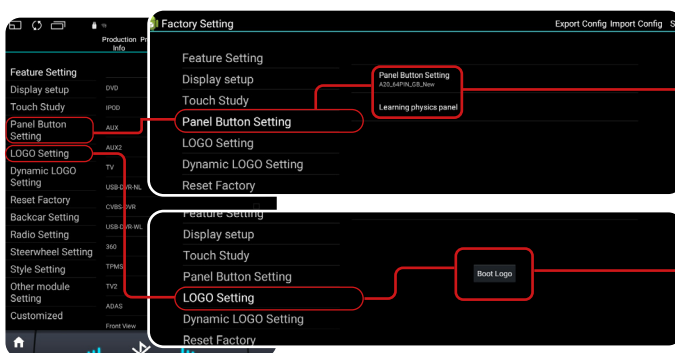 Production Pr
Info
Feature Setting
Display setup
Touch Study
Panel Button
Setting
LOGO Setting
Dynamic LOGO
Setting
Reset Factory
Backcar Setting
Radio Setting
Steerwheel Setting
Style Setting
Other module
Setting
Customized
DVD
IPOD
AUX
AUX2
TV
USB-DVR-NL
CVBS-DVR
USB-DVR-WL
360
TPMS
TV2
ADAS
Front View
Factory Setting
Export Config Import Config S
Feature Setting
Display setup
Touch Study
Panel Button Setting
LOGO Setting
Dynamic LOGO Setting
Reset Factory
Panel Button Setting
A20_64PIN_GB_New
Learning physics panel
Feature Setting
Display setup
Touch Study
Panel Button Setting
LOGO Setting
Dynamic LOGO Setting
Reset Factory
Boot Logo